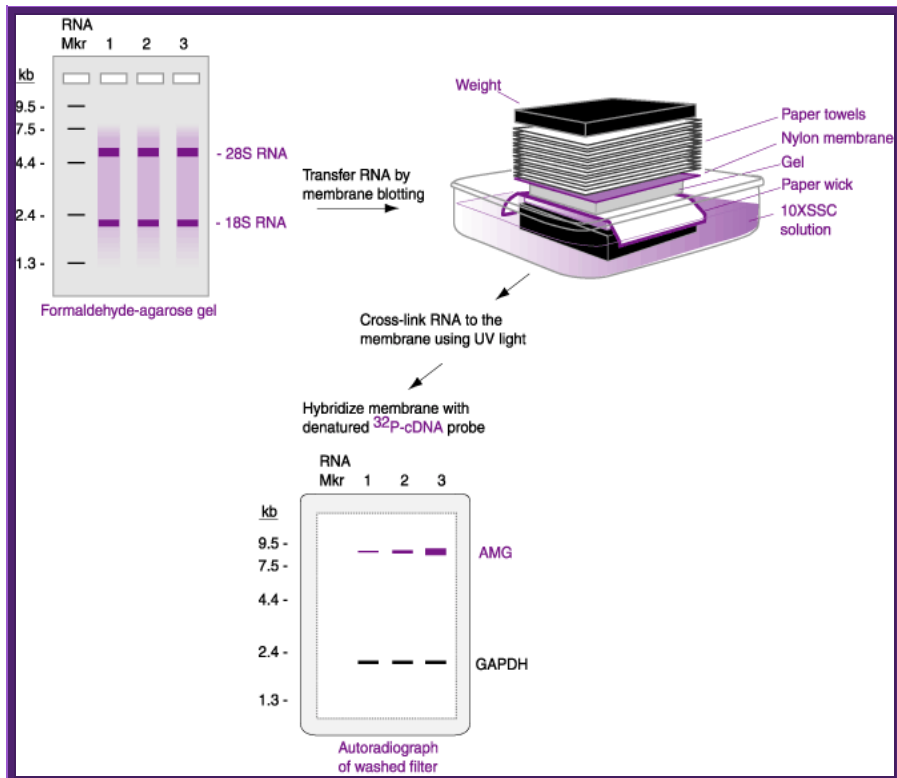 RNA
Mkr 1 2 3
kb
9.5 -
7.5 -
4.4 -
2.4 -
1.3 -
- 28S RNA
- 18S RNA
Formaldehyde-agarose gel
Transfer RNA by
membrane blotting
Weight
Paper towels
Nylon membrane
Gel
Paper wick
10XSSC
solution
Cross-link RNA to the
membrane using UV light
Hybridize membrane with
denatured 32P-cDNA probe
RNA
Mkr 1 2 3
kb
9.5 -
7.5 -
4.4 -
2.4 -
1.3 -
AMG
GAPDH
Autoradiograph
of washed filter